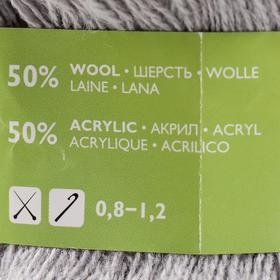 50% WOOL • ШЕРСТЬ • WOLLE
LAINE • LANA
50% ACRYLIC • АКРИЛ • ACRYL
ACRYLIQUE • ACRILICO
0,8–1,2